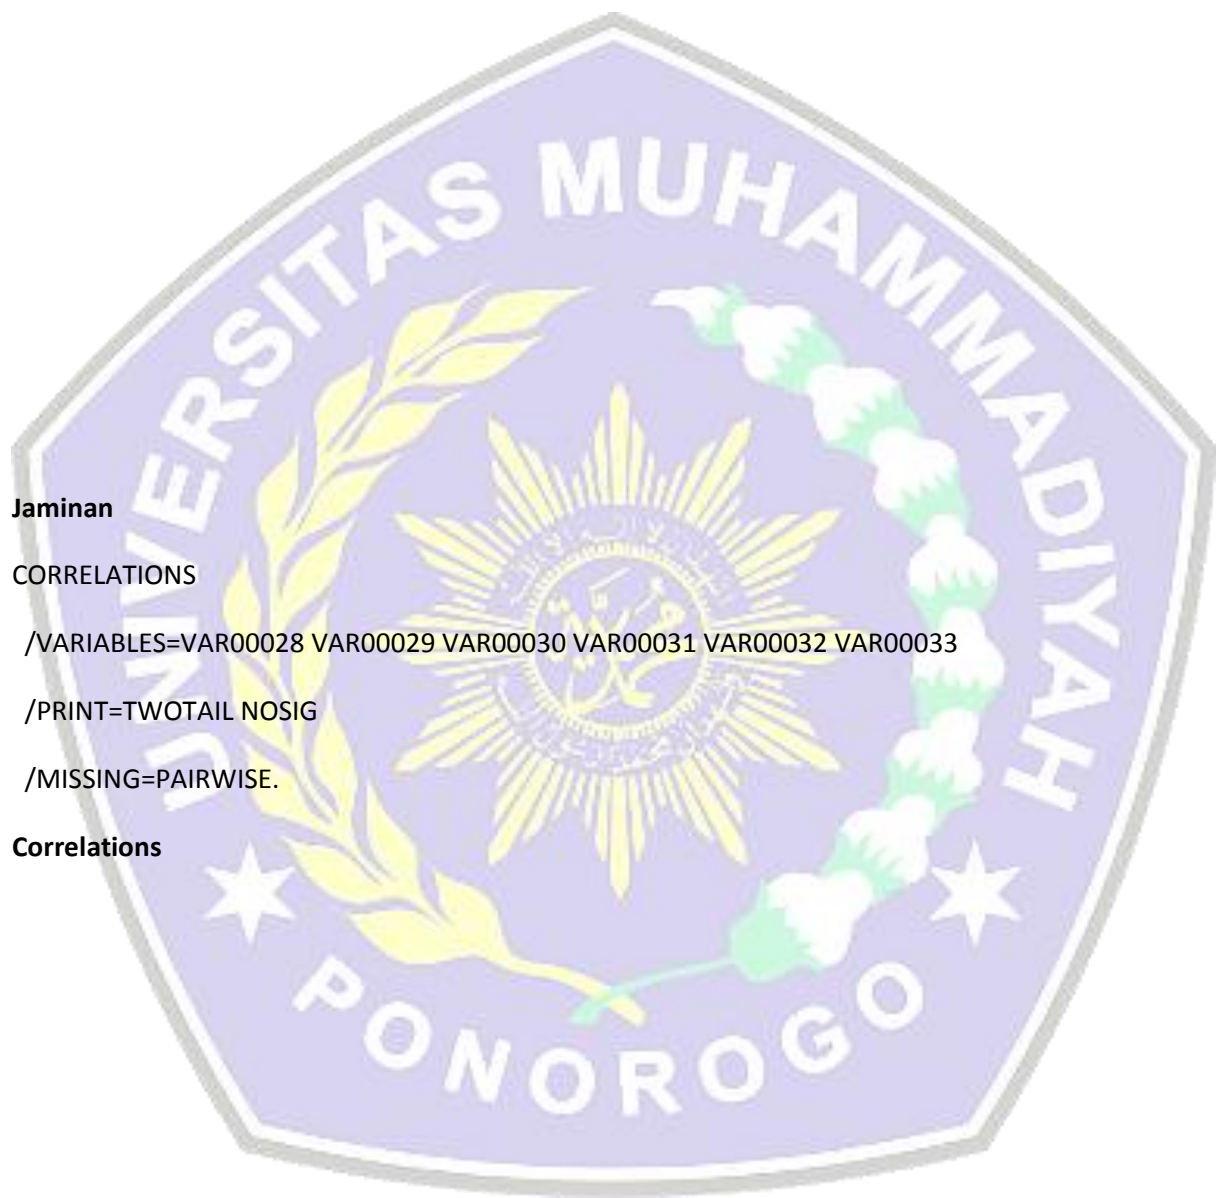 UNIVERSITAS MUHAMMADIYAH
Jaminan
CORRELATIONS
/VARIABLES=VAR00028 VAR00029 VAR00030 VAR00031 VAR00032 VAR00033
/PRINT=TWOTAIL NOSIG
/MISSING=PAIRWISE.
Correlations
PONOROGO